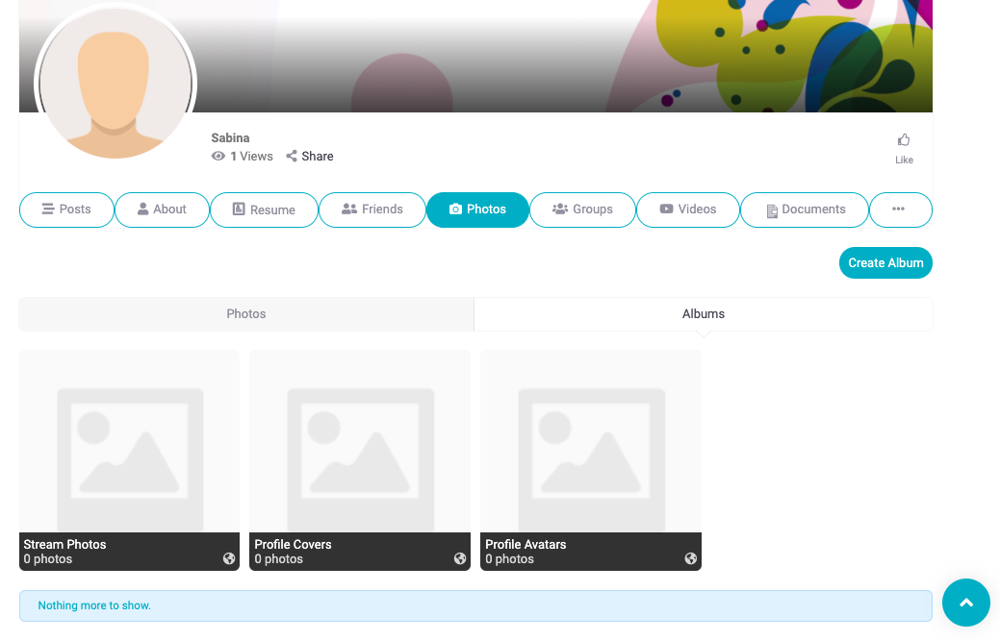 Sabina
1 Views Share
Like
Posts About Resume Friends Photos Groups Videos Documents
Create Album
Photos Albums
Stream Photos
0 photos
Profile Covers
0 photos
Profile Avatars
0 photos
Nothing more to show.